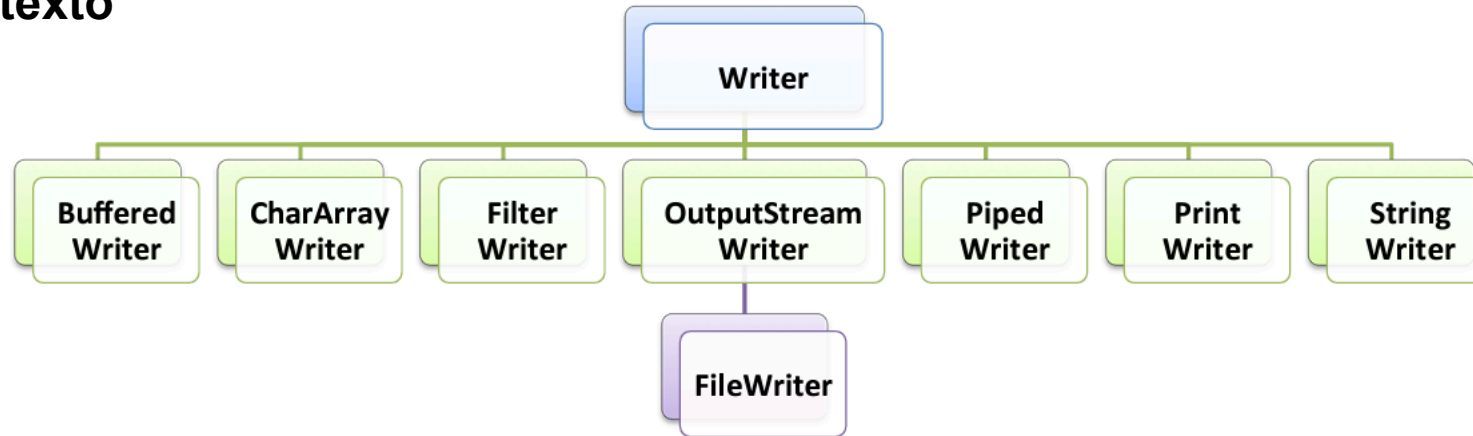 texto
Writer
Buffered
Writer
CharArray
Writer
Filter
Writer
OutputStream
Writer
Piped
Writer
Print
Writer
String
Writer
FileWriter